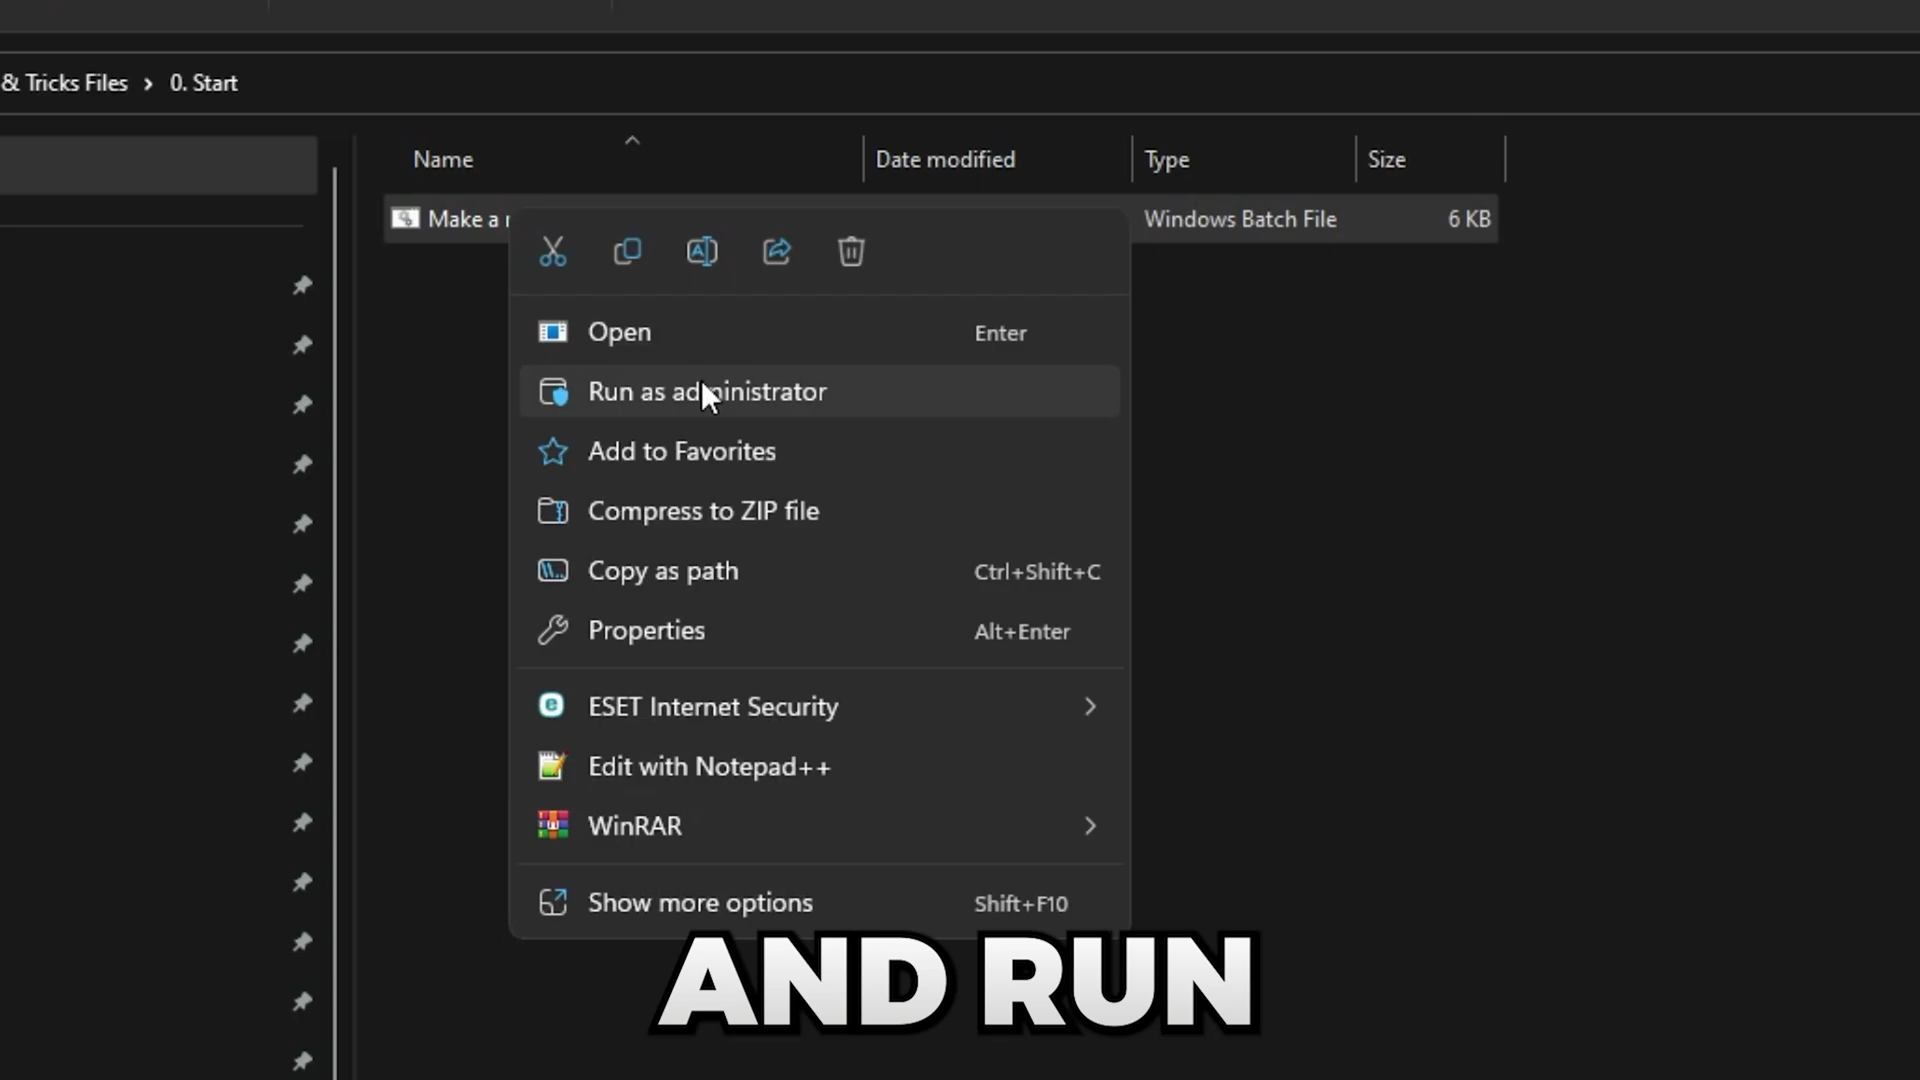 & Tricks Files > 0. Start
Name Date modified Type Size
Make a Windows Batch File 6 KB
Open Enter
Run as administrator
Add to Favorites
Compress to ZIP file
Copy as path Ctrl+Shift+C
Properties Alt+Enter
ESET Internet Security
Edit with Notepad++
WinRAR
Show more options Shift+F10
AND RUN